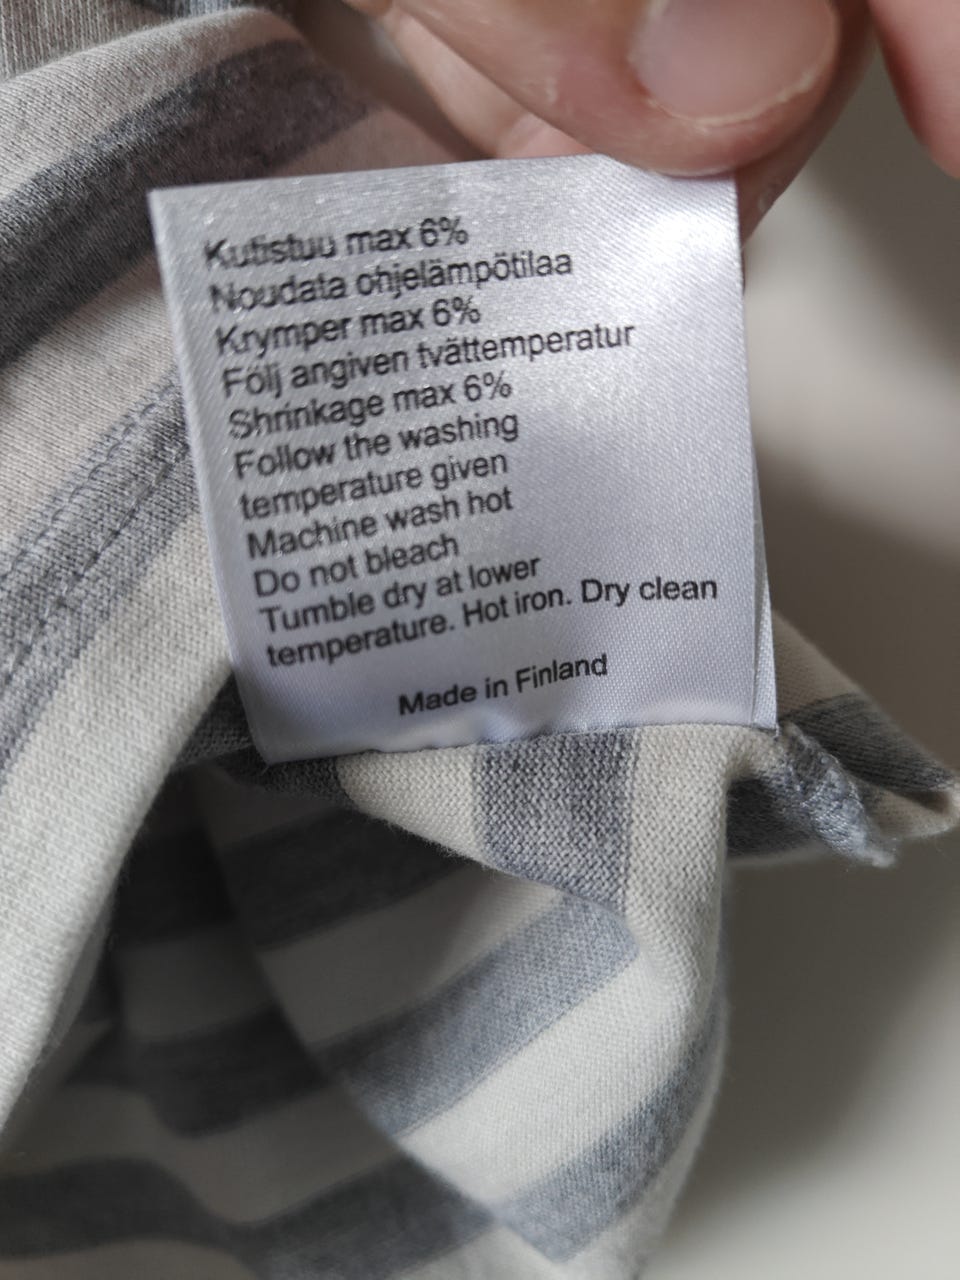 Kutistuu max 6%
Noudata ohjelämpötilaa
Krymper max 6%
Följ angiven tvättemperatur
Shrinkage max 6%
Follow the washing
temperature given
Machine wash hot
Do not bleach
Tumble dry at lower
temperature. Hot iron. Dry clean
Made in Finland